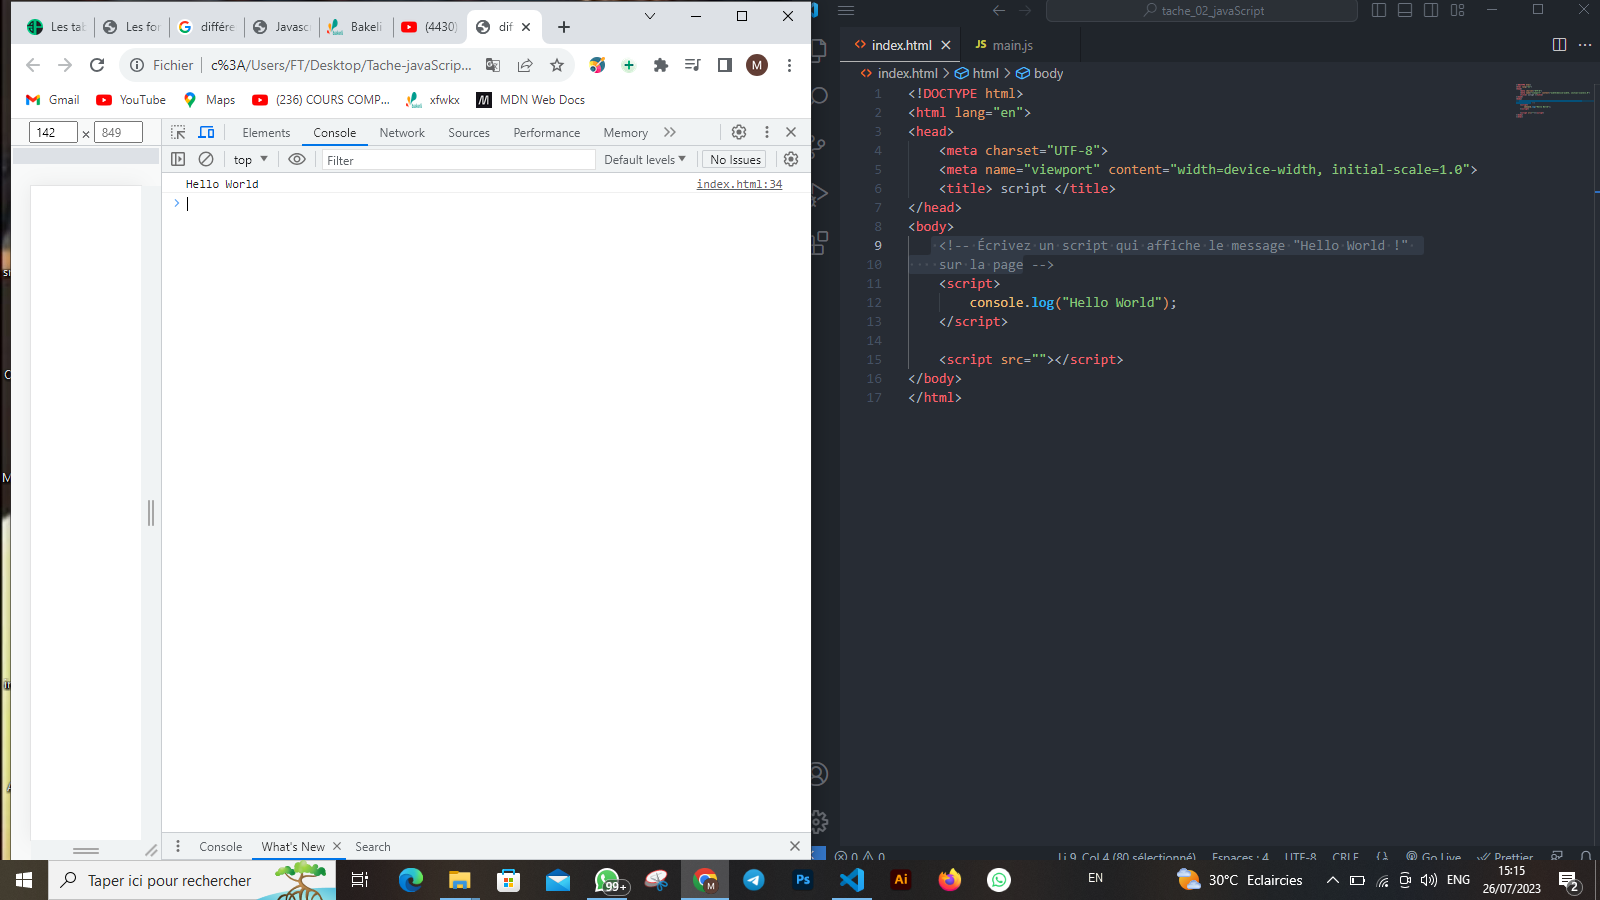 Les tal
Les for
différe
Javasc
Bakeli
(4430)
dif
Fichier
c%3A/Users/FT/Desktop/Tache-javaScrip...
M
Gmail
YouTube
Maps
(236) COURS COMP...
xfwkx
MDN Web Docs
142 × 849
Elements
Console
Network
Sources
Performance
Memory
top
Filter
Default levels
No Issues
Hello World
index.html:34
Console
What's New
Search
tache_02_javaScript
index.html
JS main.js
index.html > html > body
1 <!DOCTYPE html>
2 <html lang="en">
3 <head>
4 <meta charset="UTF-8">
5 <meta name="viewport" content="width=device-width, initial-scale=1.0">
6 <title> script </title>
7 </head>
8 <body>
9 <!-- Écrivez un script qui affiche le message "Hello World !"
10 sur la page -->
11 <script>
12 console.log("Hello World");
13 </script>
14
15 <script src=""></script>
16 </body>
17 </html>
0 0
Li 9, Col 4 (80 sélectionné)
Espaces : 4
UTF-8
CRLF
Go Live
Prettier
Taper ici pour rechercher
99+
M
Ps
Ai
EN
30°C Eclaircies
ENG
15:15
26/07/2023
2